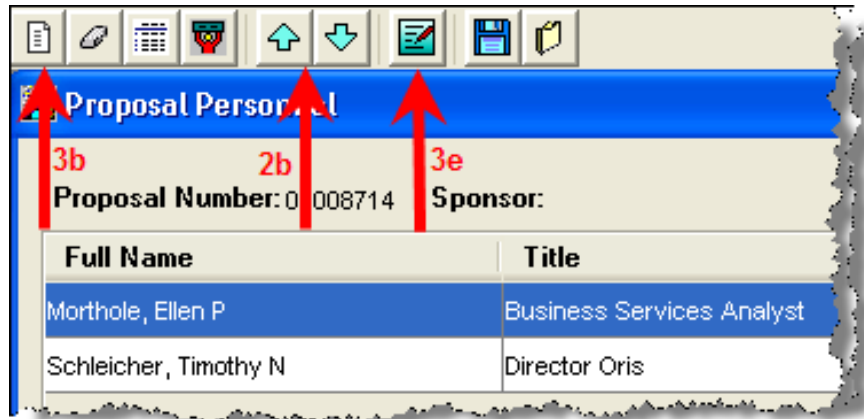 Proposal Personnel
3b 2b 3e
Proposal Number: 008714 Sponsor:
Full Name Title
Morthole, Ellen P Business Services Analyst
Schleicher, Timothy N Director Oris